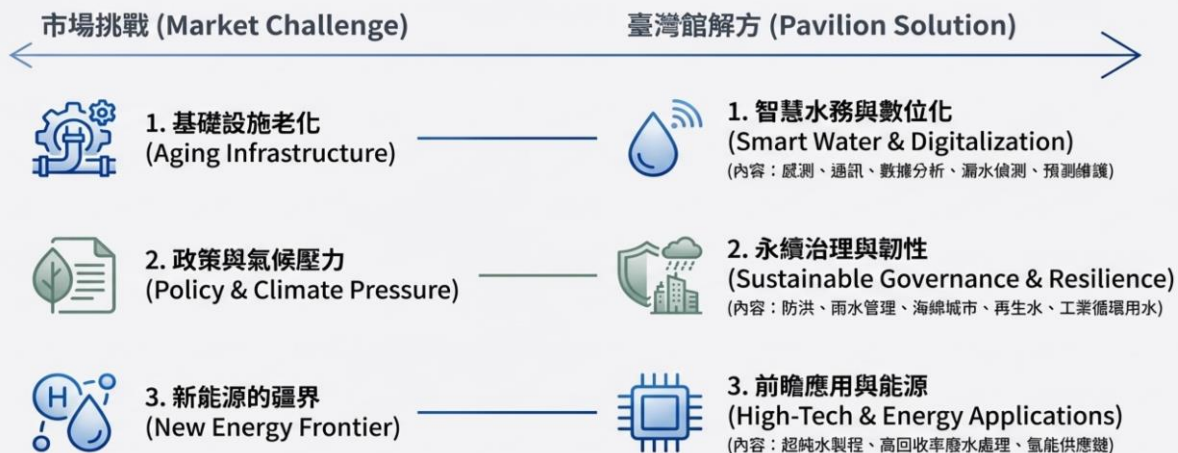 市場挑戰 (Market Challenge)
臺灣館解方 (Pavilion Solution)
1. 基礎設施老化
(Aging Infrastructure)
1. 智慧水務與數位化
(Smart Water & Digitalization)
(內容：感測、通訊、數據分析、漏水偵測、預測維護)
2. 政策與氣候壓力
(Policy & Climate Pressure)
2. 永續治理與韌性
(Sustainable Governance & Resilience)
(內容：防洪、雨水管理、海綿城市、再生水、工業循環用水)
H
3. 新能源的疆界
(New Energy Frontier)
3. 前瞻應用與能源
(High-Tech & Energy Applications)
(內容：超純水製程、高回收率廢水處理、氫能供應鏈)